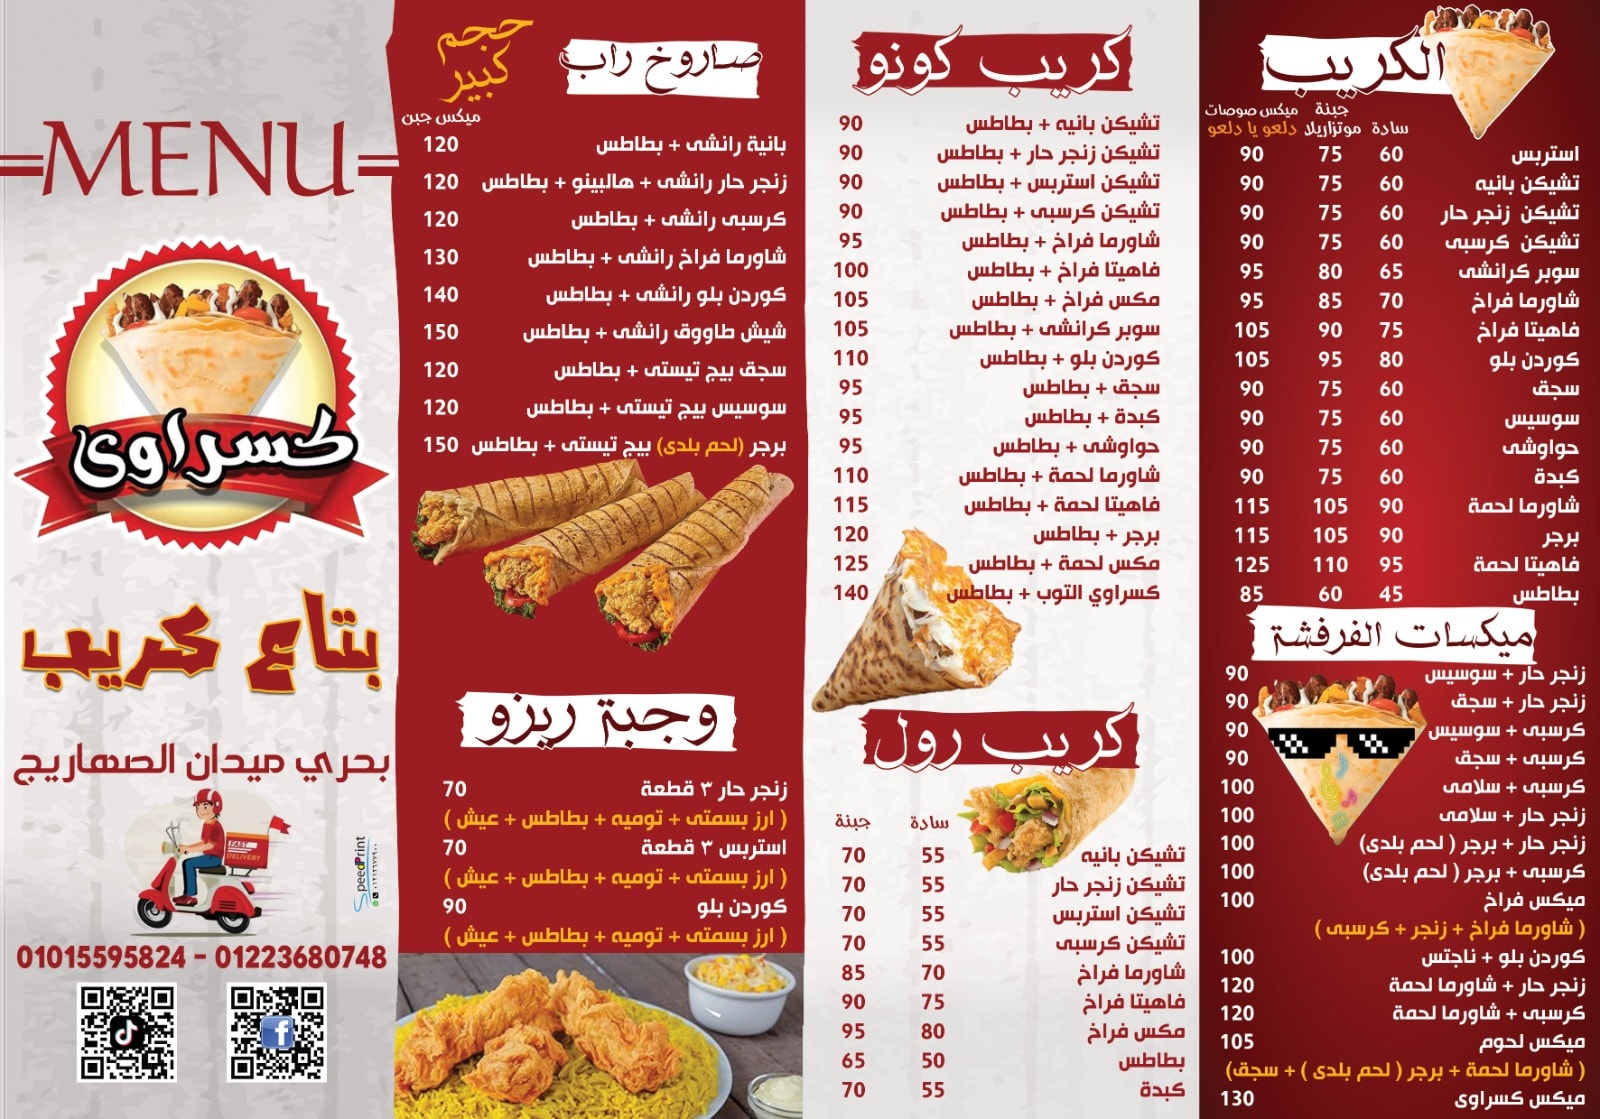 الكريب
سادة
جبنة موتزاريلا
ميكس صوصات دلعو يا دلعو
استربس 60 75 90
تشيكن بانيه 60 75 90
تشيكن زنجر حار 60 75 90
تشيكن كرسبى 60 75 90
سوبر كرانشى 65 80 95
شاورما فراخ 70 85 95
فاهيتا فراخ 75 90 105
كوردن بلو 80 95 105
سجق 60 75 90
سوسيس 60 75 90
حواوشى 60 75 90
كبدة 60 75 90
شاورما لحمة 90 105 115
برجر 90 105 115
فاهيتا لحمة 95 110 125
بطاطس 45 60 85
ميكسات الفرفشة
زنجر حار + سوسيس 90
زنجر حار + سجق 90
كرسبى + سوسيس 90
كرسبى + سجق 90
كرسبى + سلامى 100
زنجر حار + سلامى 100
زنجر حار + برجر ( لحم بلدى) 100
كرسبى + برجر ( لحم بلدى) 100
ميكس فراخ 100
( شاورما فراخ + زنجر + كرسبى )
كوردن بلو + ناجتس 100
زنجر حار + شاورما لحمة 120
كرسبى + شاورما لحمة 120
ميكس لحوم 105
( شاورما لحمة + برجر ( لحم بلدى ) + سجق)
ميكس كسراوى 130
كريب كونو
تشيكن بانيه + بطاطس 90
تشيكن زنجر حار + بطاطس 90
تشيكن استربس + بطاطس 90
تشيكن كرسبى + بطاطس 90
شاورما فراخ + بطاطس 95
فاهيتا فراخ + بطاطس 100
مكس فراخ + بطاطس 105
سوبر كرانشى + بطاطس 105
كوردن بلو + بطاطس 110
سجق + بطاطس 95
كبدة + بطاطس 95
حواوشى + بطاطس 95
شاورما لحمة + بطاطس 110
فاهيتا لحمة + بطاطس 115
برجر + بطاطس 120
مكس لحمة + بطاطس 125
كسراوي التوب + بطاطس 140
كريب رول
سادة جبنة
تشيكن بانيه 55 70
تشيكن زنجر حار 55 70
تشيكن استربس 55 70
تشيكن كرسبى 55 70
شاورما فراخ 70 85
فاهيتا فراخ 75 90
مكس فراخ 80 95
بطاطس 50 65
كبدة 55 70
صاروخ راب
حجم كبير
ميكس جبن
بانية رانشى + بطاطس 120
زنجر حار رانشى + هالبينو + بطاطس 120
كرسبى رانشى + بطاطس 120
شاورما فراخ رانشى + بطاطس 130
كوردن بلو رانشى + بطاطس 140
شيش طاووق رانشى + بطاطس 150
سجق بيج تيستى + بطاطس 120
سوسيس بيج تيستى + بطاطس 120
برجر (لحم بلدى) بيج تيستى + بطاطس 150
وجبة ريزو
زنجر حار ٣ قطعة 70
( ارز بسمتى + توميه + بطاطس + عيش )
استربس ٣ قطعة 70
( ارز بسمتى + توميه + بطاطس + عيش )
كوردن بلو 90
( ارز بسمتى + توميه + بطاطس + عيش )
MENU
كسراوى
بتاع كريب
بحري ميدان الصهاريج
FAST DELIVERY
SpeedPrint
01015595824 - 01223680748